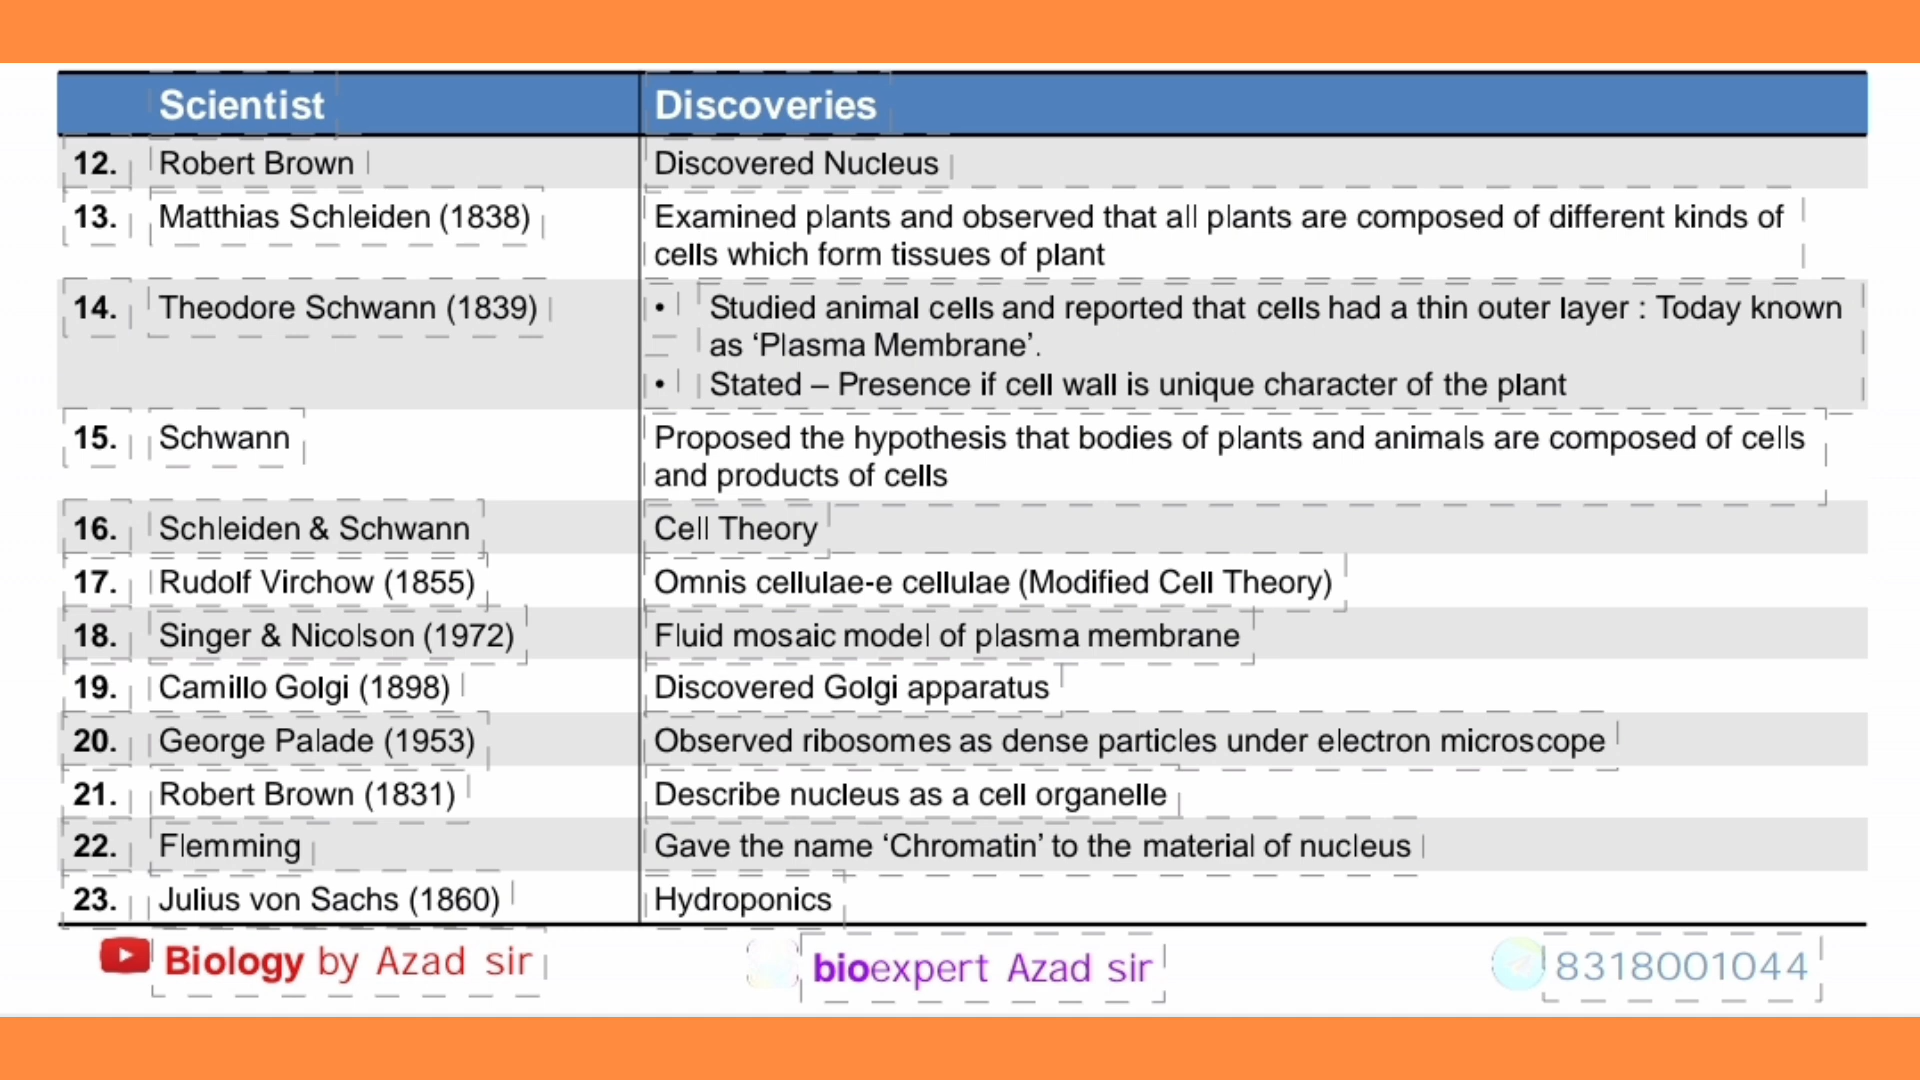 Scientist Discoveries
12. Robert Brown Discovered Nucleus
13. Matthias Schleiden (1838) Examined plants and observed that all plants are composed of different kinds of
cells which form tissues of plant
14. Theodore Schwann (1839) • Studied animal cells and reported that cells had a thin outer layer : Today known
as ‘Plasma Membrane’.
• Stated – Presence if cell wall is unique character of the plant
15. Schwann Proposed the hypothesis that bodies of plants and animals are composed of cells
and products of cells
16. Schleiden & Schwann Cell Theory
17. Rudolf Virchow (1855) Omnis cellulae-e cellulae (Modified Cell Theory)
18. Singer & Nicolson (1972) Fluid mosaic model of plasma membrane
19. Camillo Golgi (1898) Discovered Golgi apparatus
20. George Palade (1953) Observed ribosomes as dense particles under electron microscope
21. Robert Brown (1831) Describe nucleus as a cell organelle
22. Flemming Gave the name ‘Chromatin’ to the material of nucleus
23. Julius von Sachs (1860) Hydroponics
Biology by Azad sir bioexpert Azad sir 8318001044